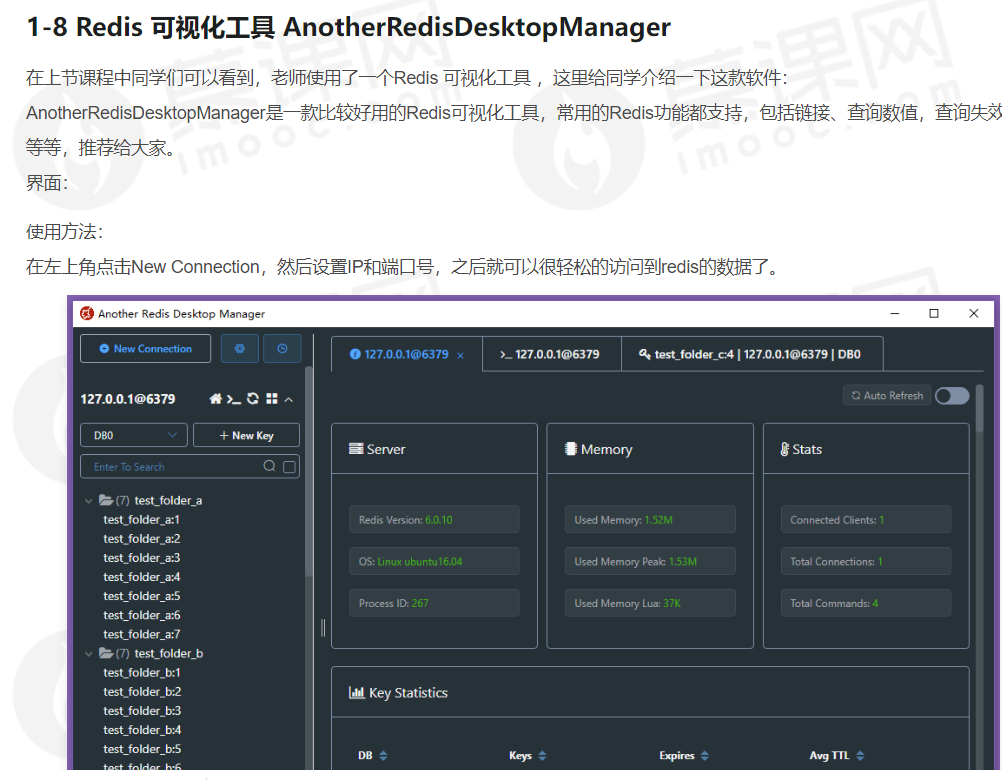 1-8 Redis 可视化工具 AnotherRedisDesktopManager
在上节课程中同学们可以看到，老师使用了一个Redis 可视化工具 ，这里给同学介绍一下这款软件：
AnotherRedisDesktopManager是一款比较好用的Redis可视化工具，常用的Redis功能都支持，包括链接、查询数值，查询失效
等等，推荐给大家。
界面：
使用方法：
在左上角点击New Connection，然后设置IP和端口号，之后就可以很轻松的访问到redis的数据了。
Another Redis Desktop Manager
New Connection
127.0.0.1@6379
>_ 127.0.0.1@6379
test_folder_c:4 | 127.0.0.1@6379 | DB0
127.0.0.1@6379
Auto Refresh
DB0
+ New Key
Enter To Search
Server
Memory
Stats
Redis Version: 6.0.10
Used Memory: 1.52M
Connected Clients: 1
OS: Linux ubuntu16.04
Used Memory Peak: 1.53M
Total Connections: 1
Process ID: 267
Used Memory Lua: 37K
Total Commands: 4
(7) test_folder_a
test_folder_a:1
test_folder_a:2
test_folder_a:3
test_folder_a:4
test_folder_a:5
test_folder_a:6
test_folder_a:7
(7) test_folder_b
test_folder_b:1
test_folder_b:2
test_folder_b:3
test_folder_b:4
test_folder_b:5
test_folder_b:6
Key Statistics
DB
Keys
Expires
Avg TTL
慕课网
imooc.com
慕课网
imooc.com